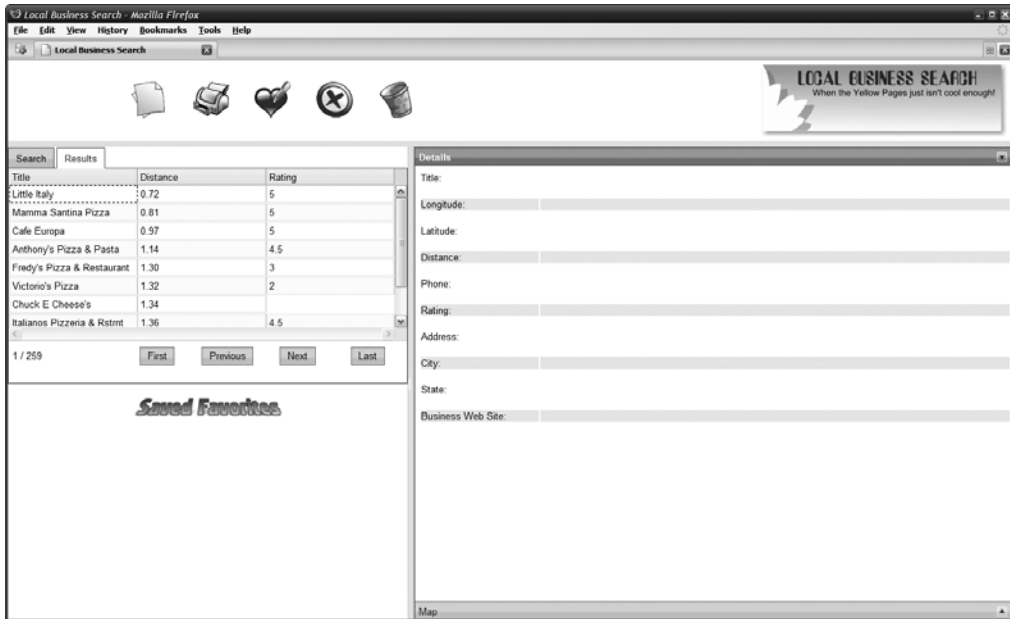 Local Business Search - Mozilla Firefox
File Edit View History Bookmarks Tools Help
Local Business Search
LOCAL BUSINESS SEARCH
When the Yellow Pages just isn't cool enough!
Search Results
Title Distance Rating
Little Italy 0.72 5
Mamma Santina Pizza 0.81 5
Cafe Europa 0.97 5
Anthony's Pizza & Pasta 1.14 4.5
Fredy's Pizza & Restaurant 1.30 3
Victorio's Pizza 1.32 2
Chuck E Cheese's 1.34
Italianos Pizzeria & Rstrnt 1.36 4.5
1 / 259 First Previous Next Last
Saved Favorites
Details
Title:
Longitude:
Latitude:
Distance:
Phone:
Rating:
Address:
City:
State:
Business Web Site:
Map